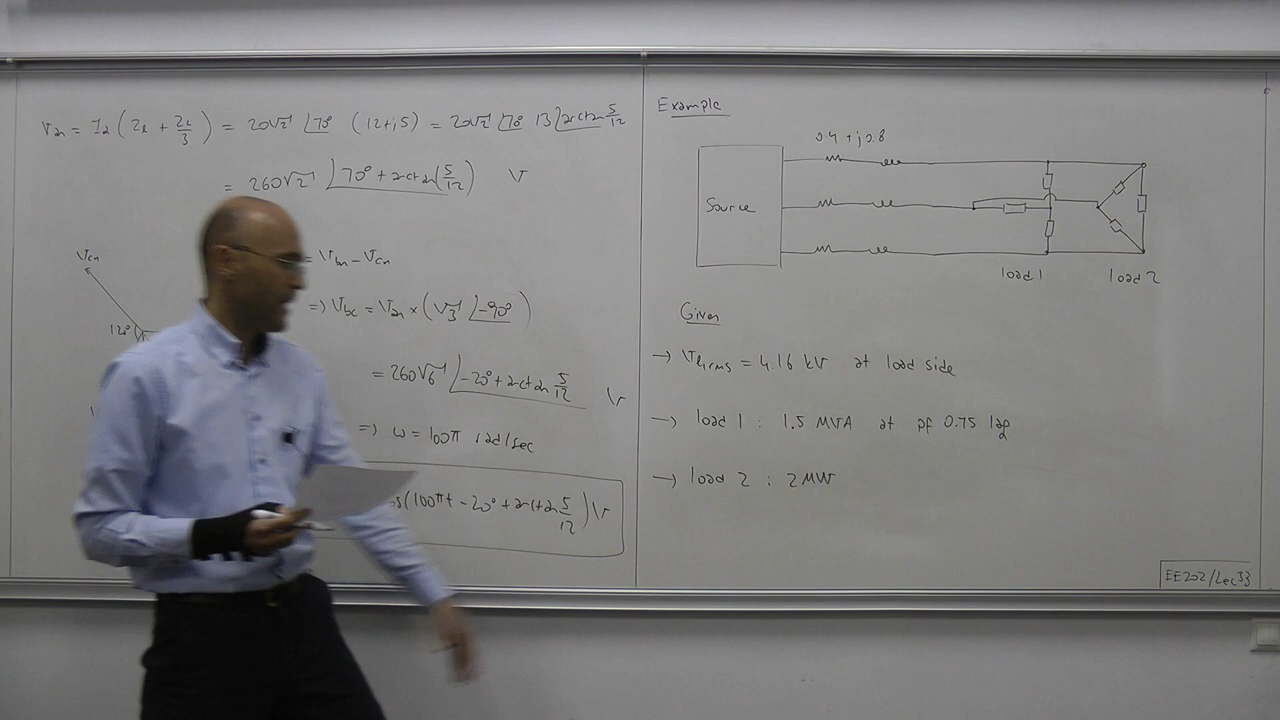 Van = Id (Zl + Zc/3) = 20√2 ∠70° (12+j5) = 20√2 ∠70° 13 ∠arctan 5/12
= 260√2 ∠70° + arctan(5/12) V
Vcn
= Vbn - Vcn
120°
=> Vbc = Van × (√3 ∠-90°)
= 260√6 ∠-20° + arctan 5/12 V
=> ω = 100π rad/sec
(100πt - 20° + arctan 5/12) V
Example
0.4 + j0.8
Source
load 1
load 2
Given
→ Vl,rms = 4.16 kV at load side
→ load 1 : 1.5 MVA at pf 0.75 lag
→ load 2 : 2MW
EE202/Lec33